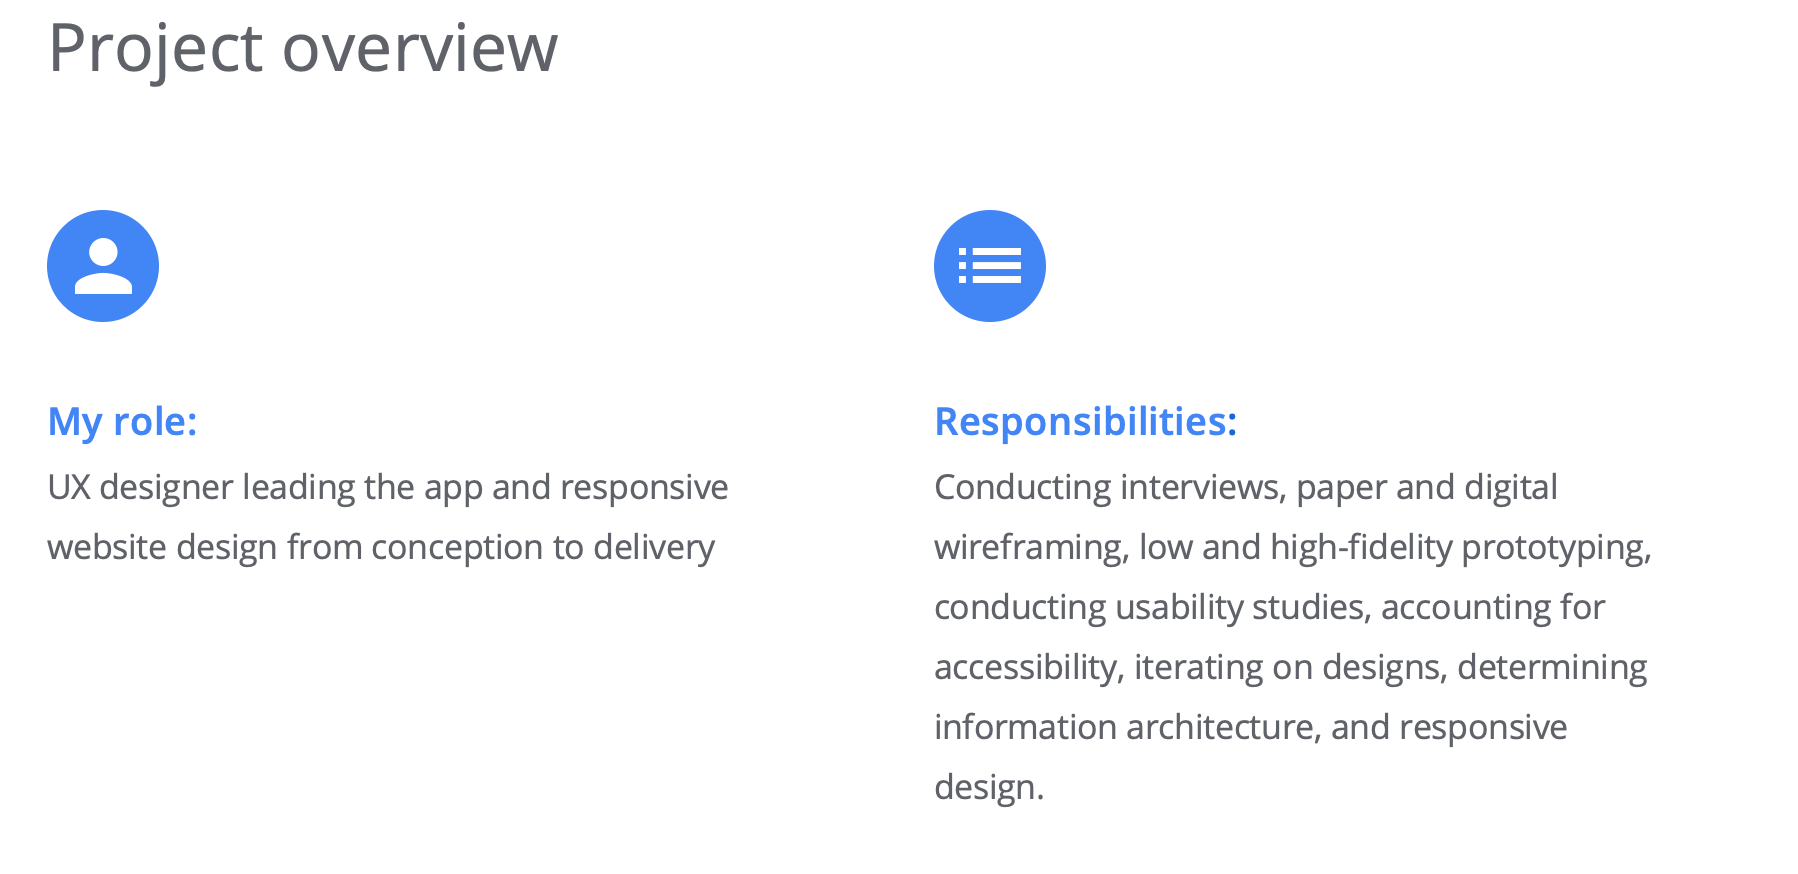 Project overview
My role:
UX designer leading the app and responsive
website design from conception to delivery
Responsibilities:
Conducting interviews, paper and digital
wireframing, low and high-fidelity prototyping,
conducting usability studies, accounting for
accessibility, iterating on designs, determining
information architecture, and responsive
design.